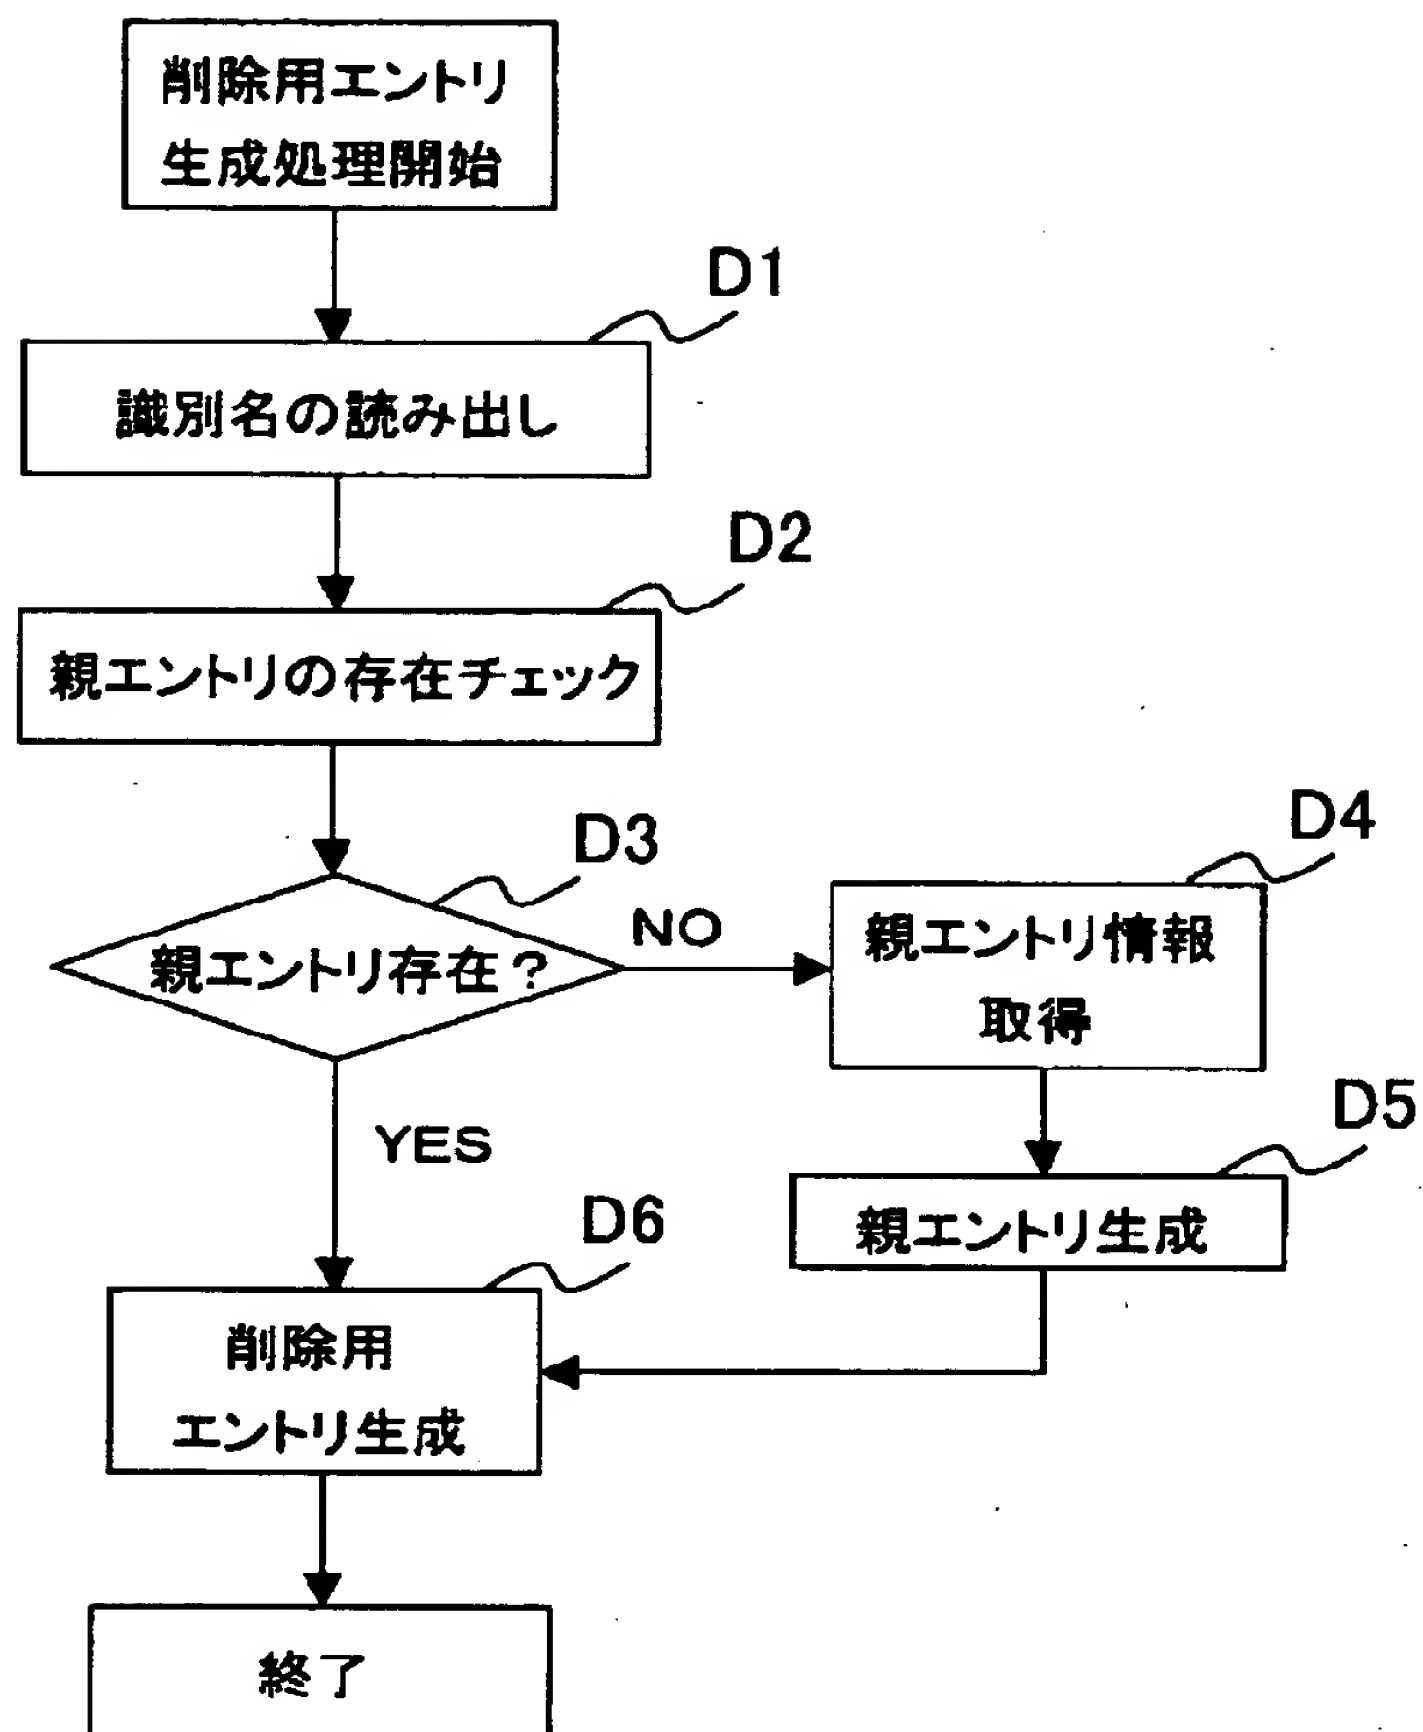 削除用エントリ
生成処理開始
D1
識別名の読み出し
D2
親エントリの存在チェック
D3
親エントリ存在?
NO
D4
親エントリ情報
取得
D5
親エントリ生成
YES
D6
削除用
エントリ生成
終了